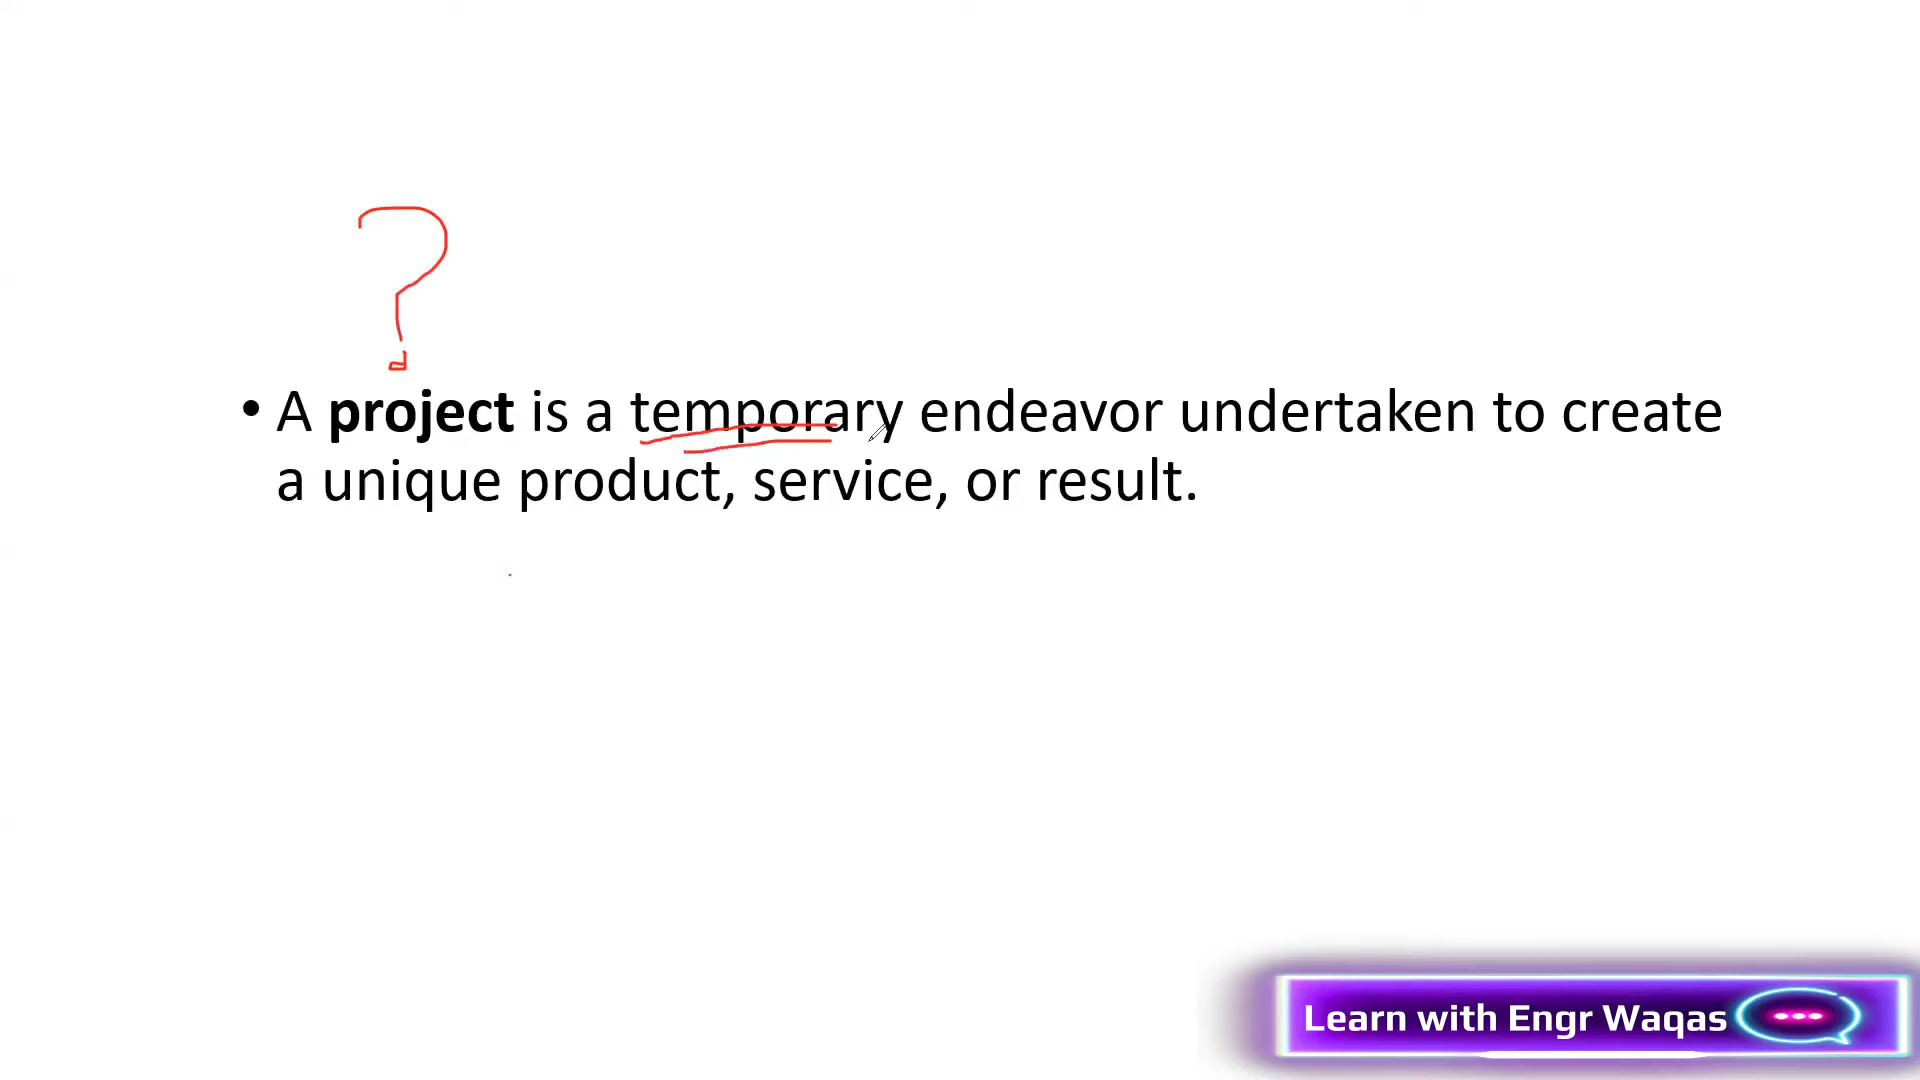 ?
• A project is a temporary endeavor undertaken to create
a unique product, service, or result.
Learn with Engr Waqas